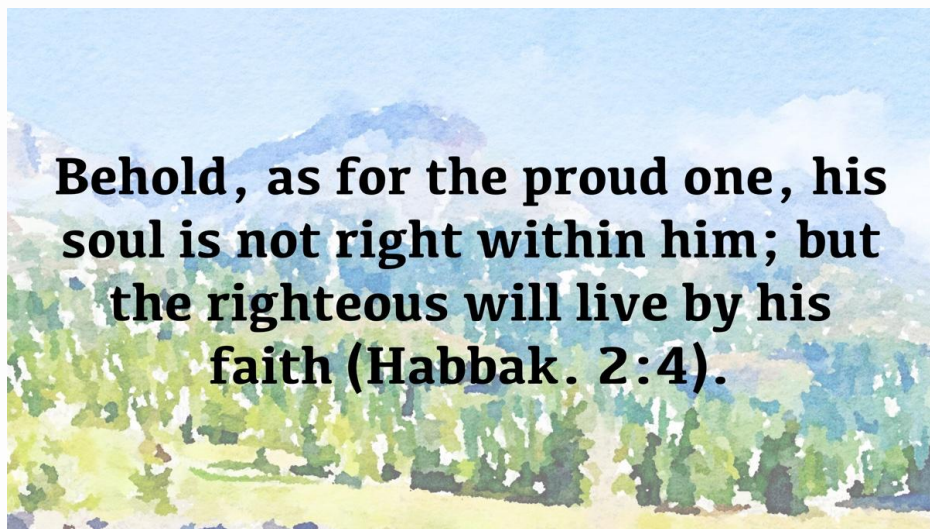 Behold, as for the proud one, his
soul is not right within him; but
the righteous will live by his
faith (Habbak. 2:4).